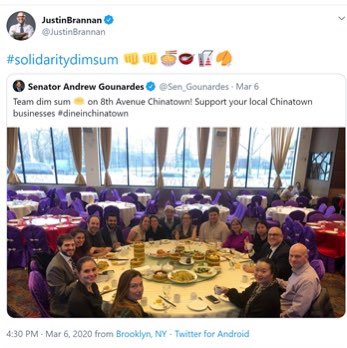 JustinBrannan
@JustinBrannan
#solidaritydimsum 👊👊🍜🥣🥡🥠
Senator Andrew Gounardes @Sen_Gounardes · Mar 6
Team dim sum 🥟 on 8th Avenue Chinatown! Support your local Chinatown
businesses #dineinchinatown
4:30 PM · Mar 6, 2020 from Brooklyn, NY · Twitter for Android